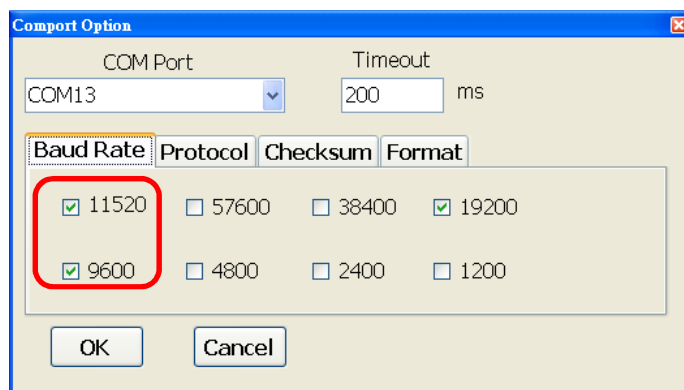 Comport Option
COM Port Timeout
COM13 200 ms
Baud Rate Protocol Checksum Format
11520 57600 38400 19200
9600 4800 2400 1200
OK Cancel